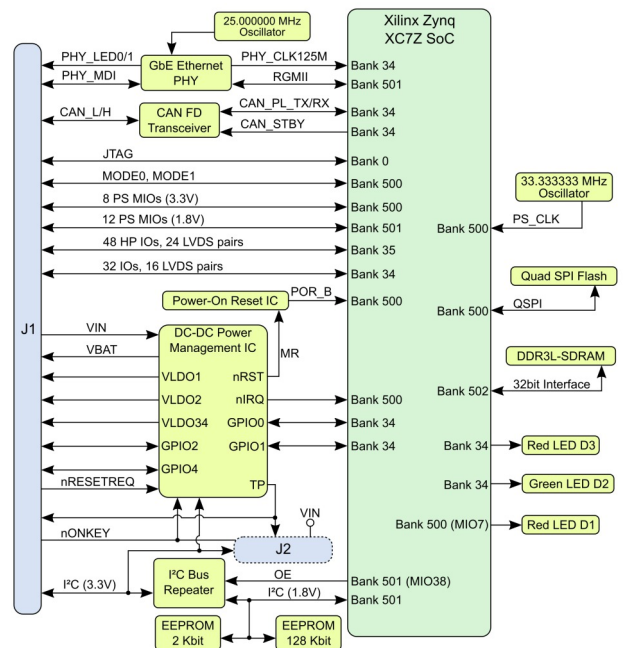 25.000000 MHz
Oscillator
Xilinx Zynq
XC7Z SoC
PHY_LED0/1
GbE Ethernet
PHY
PHY_CLK125M
Bank 34
PHY_MDI
RGMII
Bank 501
CAN_L/H
CAN FD
Transceiver
CAN_PL_TX/RX
Bank 34
CAN_STBY
Bank 34
JTAG
Bank 0
MODE0, MODE1
Bank 500
8 PS MIOs (3.3V)
Bank 500
12 PS MIOs (1.8V)
Bank 501
48 HP IOs, 24 LVDS pairs
Bank 35
32 IOs, 16 LVDS pairs
Bank 34
33.333333 MHz
Oscillator
Bank 500
PS_CLK
Quad SPI Flash
Bank 500
QSPI
Power-On Reset IC
POR_B
Bank 500
J1
VIN
DC-DC Power
Management IC
VBAT
MR
VLDO1
nRST
VLDO2
nIRQ
Bank 500
VLDO34
GPIO0
Bank 34
GPIO2
GPIO1
Bank 34
GPIO4
nRESETREQ
TP
DDR3L-SDRAM
Bank 502
32bit Interface
Bank 34
Red LED D3
Bank 34
Green LED D2
Bank 500 (MIO7)
Red LED D1
VIN
nONKEY
J2
I²C (3.3V)
I²C Bus
Repeater
OE
Bank 501 (MIO38)
I²C (1.8V)
Bank 501
EEPROM
2 Kbit
EEPROM
128 Kbit